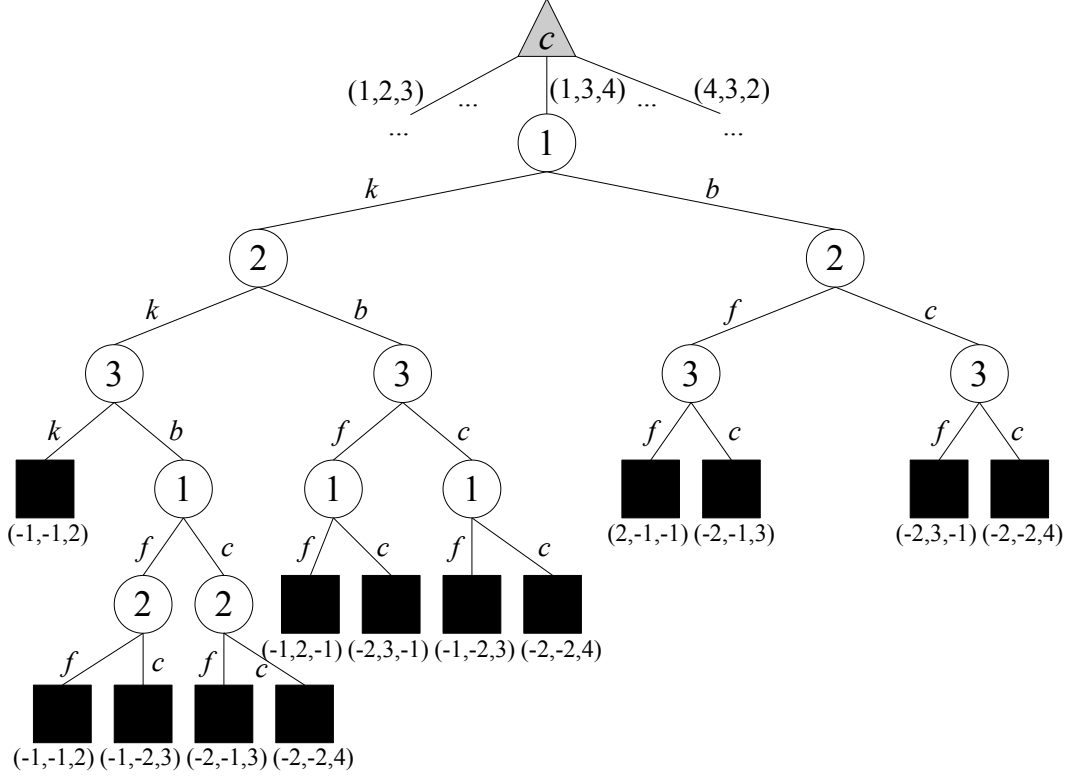 c
(1,2,3) ... (1,3,4) ... (4,3,2)
... 1 ...
k b
2 2
k b f c
3 3 3 3
k b f c f c f c
1 1 1
(-1,-1,2) (2,-1,-1) (-2,-1,3) (-2,3,-1) (-2,-2,4)
f c f c f c
2 2
(-1,2,-1) (-2,3,-1) (-1,-2,3) (-2,-2,4)
f c f c
(-1,-1,2) (-1,-2,3) (-2,-1,3) (-2,-2,4)